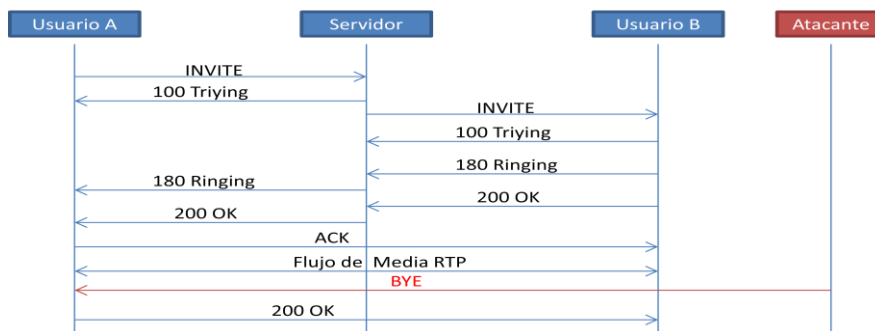 Usuario A
Servidor
Usuario B
Atacante
INVITE
100 Triying
INVITE
100 Triying
180 Ringing
180 Ringing
200 OK
200 OK
ACK
Flujo de Media RTP
BYE
200 OK